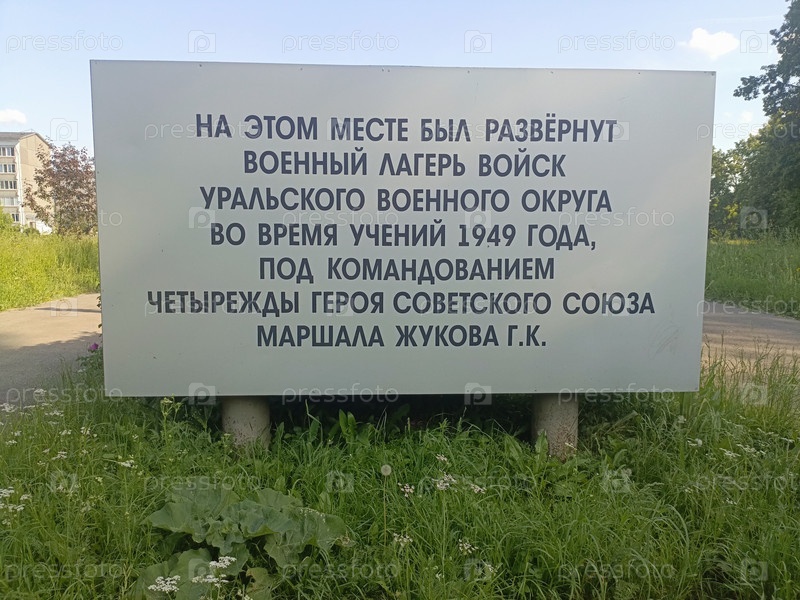 НА ЭТОМ МЕСТЕ БЫЛ РАЗВЁРНУТ
ВОЕННЫЙ ЛАГЕРЬ ВОЙСК
УРАЛЬСКОГО ВОЕННОГО ОКРУГА
ВО ВРЕМЯ УЧЕНИЙ 1949 ГОДА,
ПОД КОМАНДОВАНИЕМ
ЧЕТЫРЕЖДЫ ГЕРОЯ СОВЕТСКОГО СОЮЗА
МАРШАЛА ЖУКОВА Г.К.
pressfoto